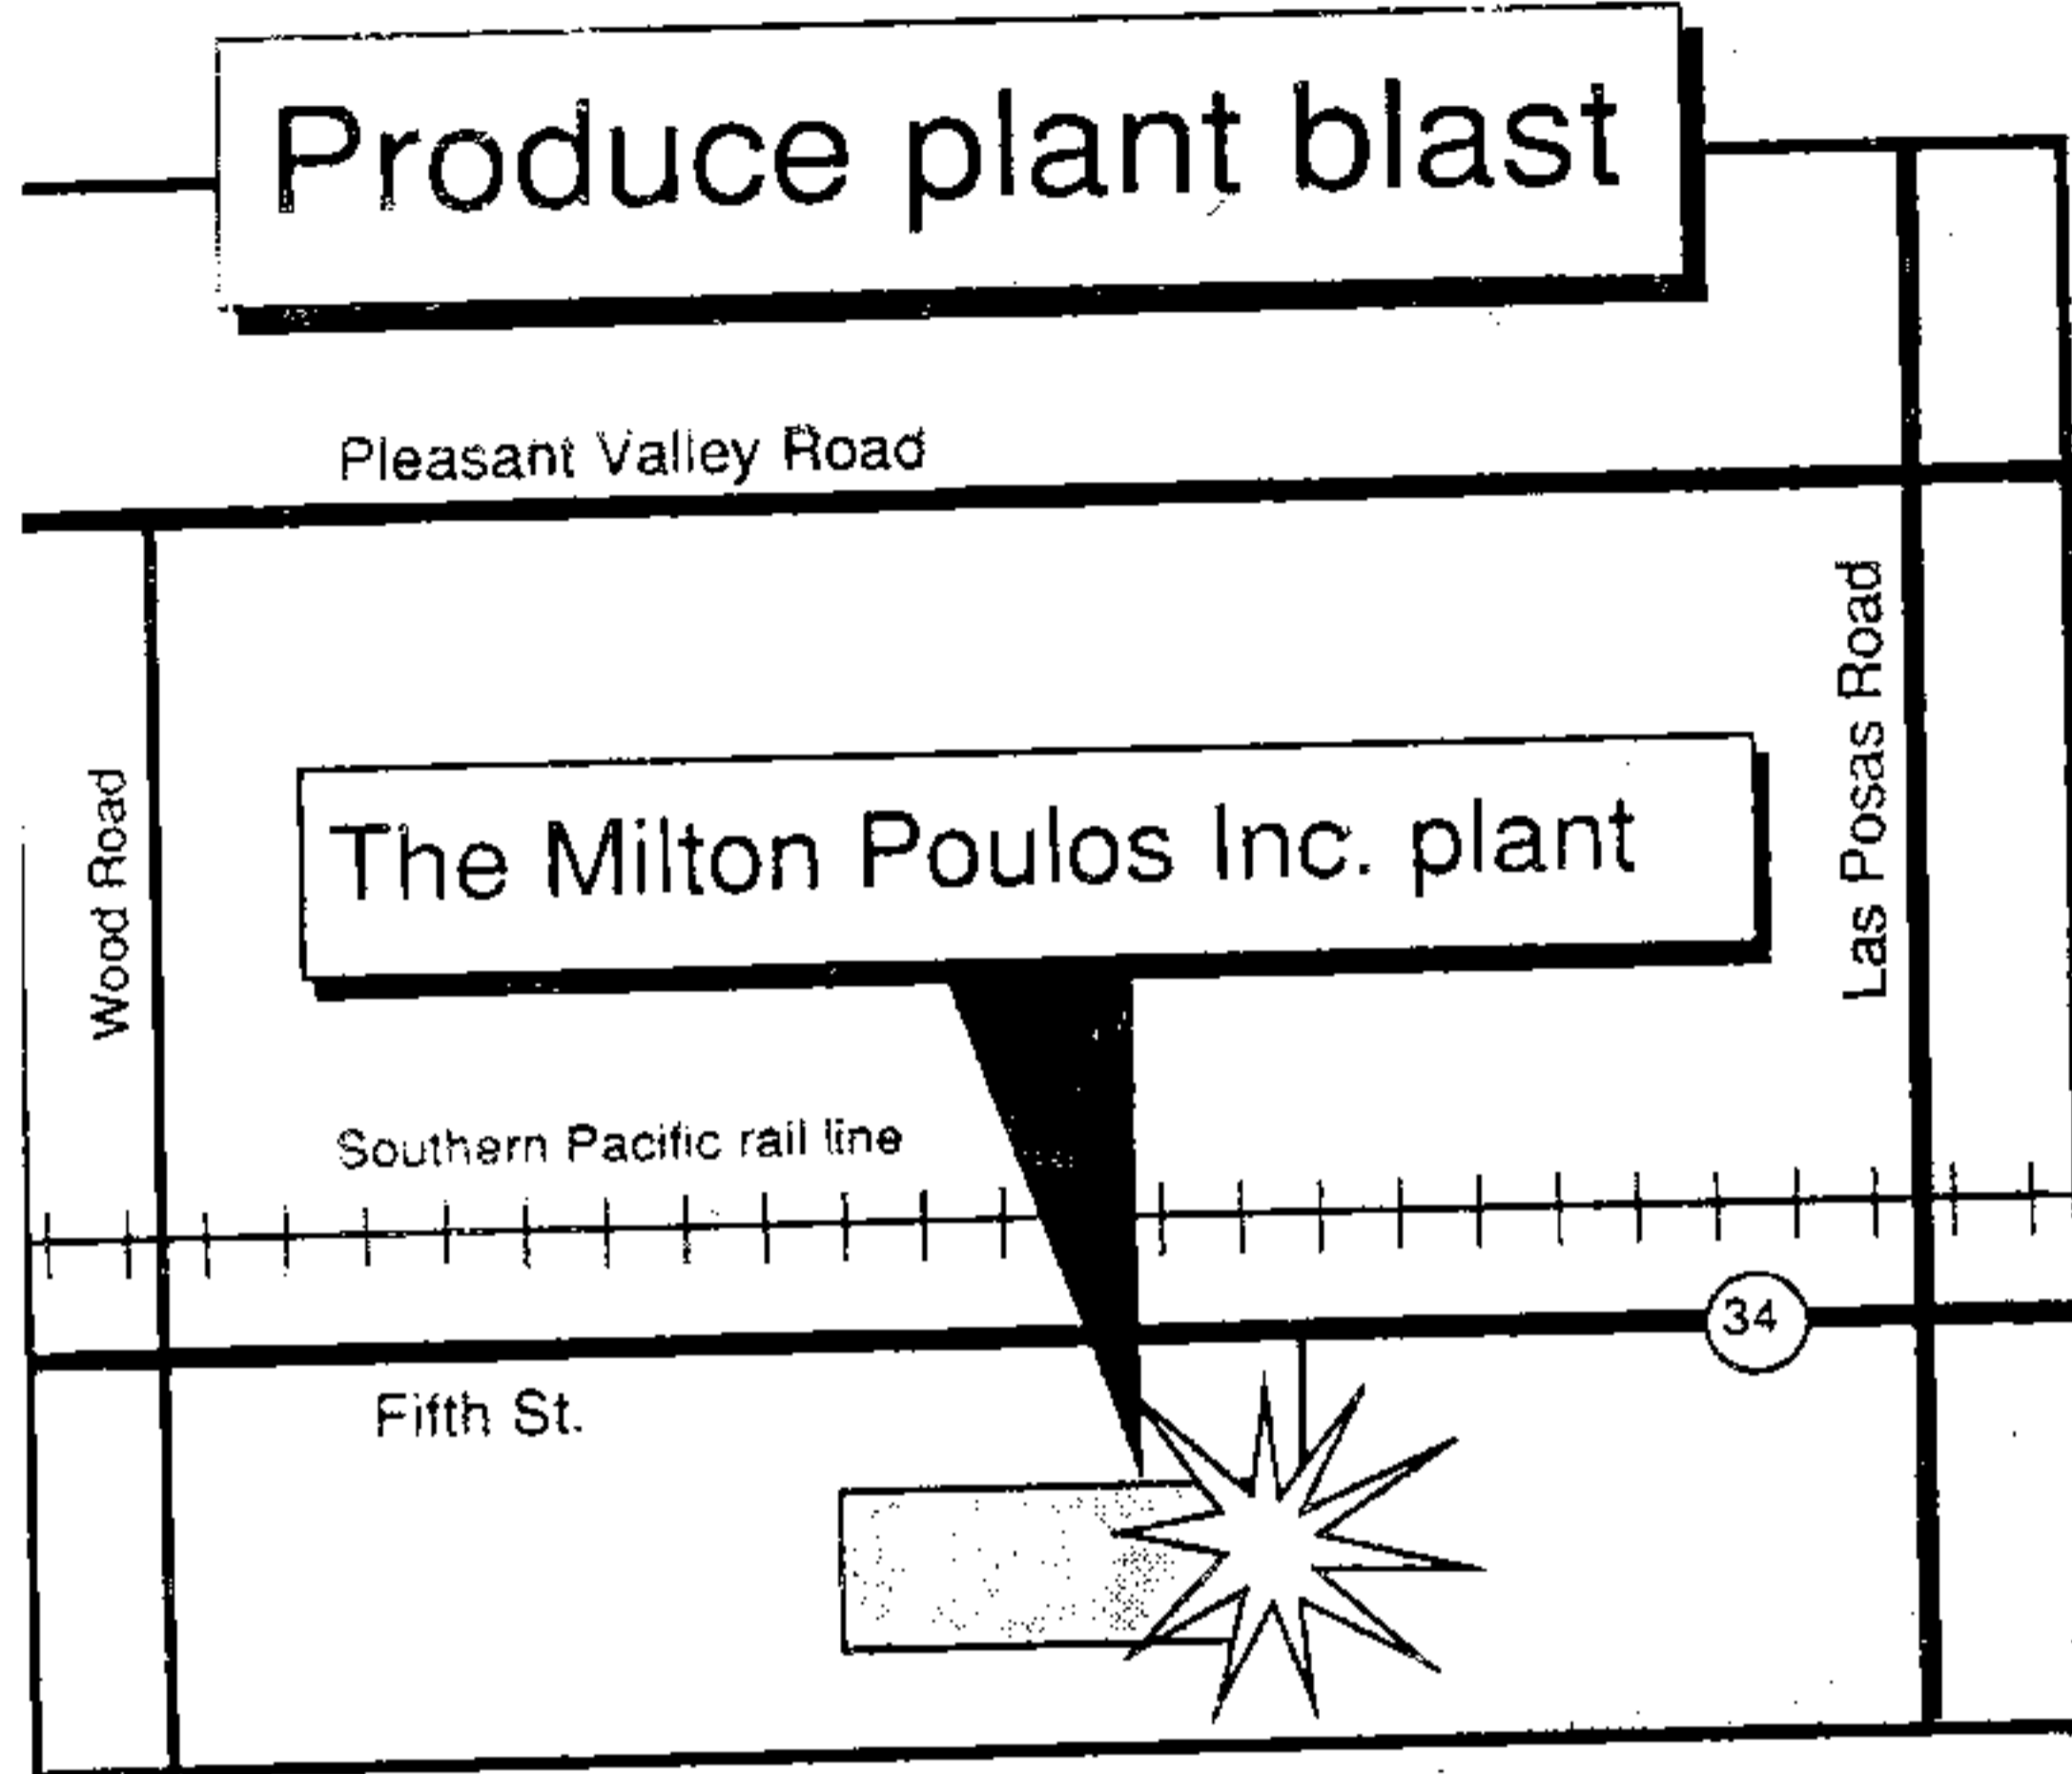 Produce plant blast
Pleasant Valley Road
Las Posas Road
Wood Road
The Milton Poulos Inc. plant
Southern Pacific rail line
34
Fifth St.